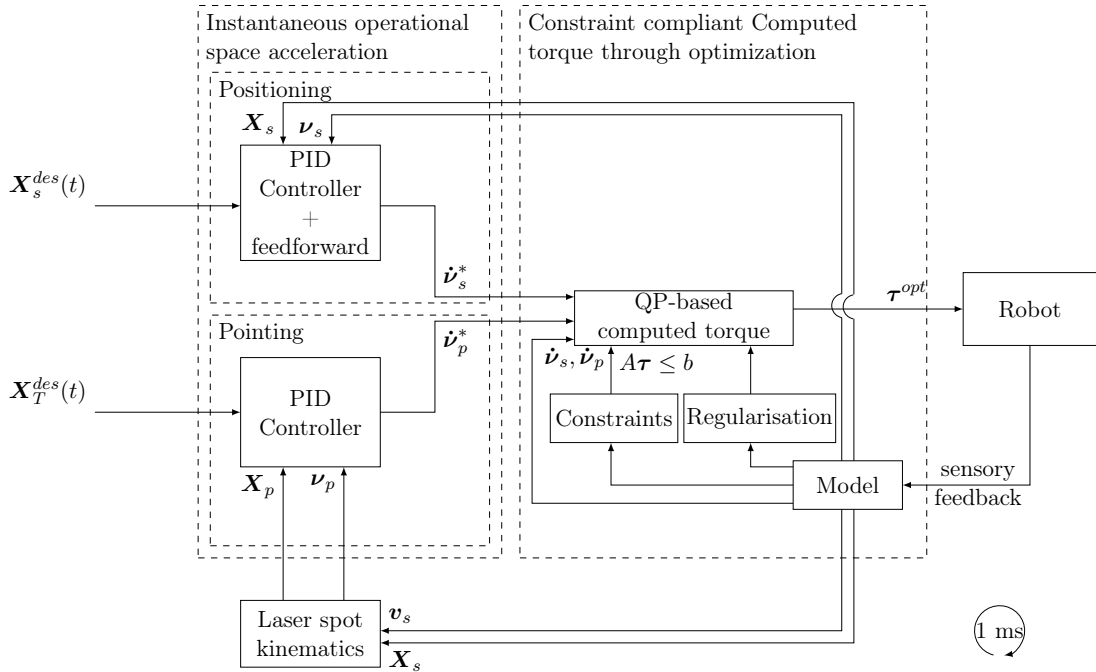 Instantaneous operational
space acceleration
Constraint compliant Computed
torque through optimization
Positioning
X_s
ν_s
PID
Controller
+
feedforward
X_s^{des}(t)
ν̇_s^*
QP-based
computed torque
τ^{opt}
Robot
Pointing
ν̇_p^*
ν̇_s, ν̇_p
Aτ ≤ b
X_T^{des}(t)
PID
Controller
Constraints
Regularisation
X_p
ν_p
Model
sensory
feedback
Laser spot
kinematics
v_s
X_s
1 ms